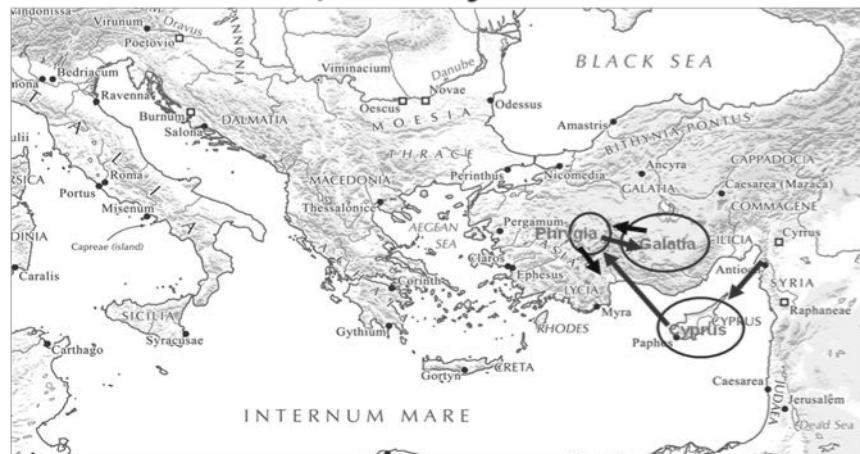 Vindonissa
Virunum
Dravus
Poetovio
PANNONIA
Bedriacum
Ravenna
Burnum
Salona
DALMATIA
Viminacium
Danube
Oescus
Novae
MOESIA
Odessus
BLACK SEA
Amastris
BITHYNIA-PONTUS
THRACE
ITALIA
Roma
Portus
Misenum
Capreae (island)
MACEDONIA
Thessalonice
Perinthus
Nicomedia
Ancyra
GALATIA
CAPPADOCIA
Caesarea (Mazaca)
COMMAGENE
AEGEAN
SEA
Pergamum
Phrygia
Galatia
ASIA
Cyrrus
Caralis
Claros
Ephesus
SYRIA
Raphaneae
SICILIA
Syracusae
Corinth
Gythium
LYCIA
Myra
RHODES
Cyprus
CYPRUS
Paphos
Carthago
Gortyn
CRETA
Caesarea
JUDAEA
Jerusalem
Dead Sea
INTERNUM MARE